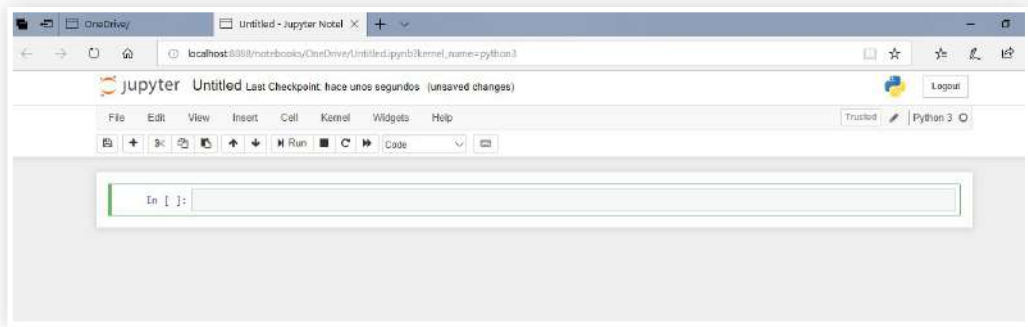 OneDrive/ Untitled - Jupyter Notel
localhost:8888/notebooks/OneDrive/Untitled.ipynb?kernel_name=python3
jupyter Untitled Last Checkpoint: hace unos segundos (unsaved changes) Logout
File Edit View Insert Cell Kernel Widgets Help Trusted Python 3
Run Code
In [ ]: